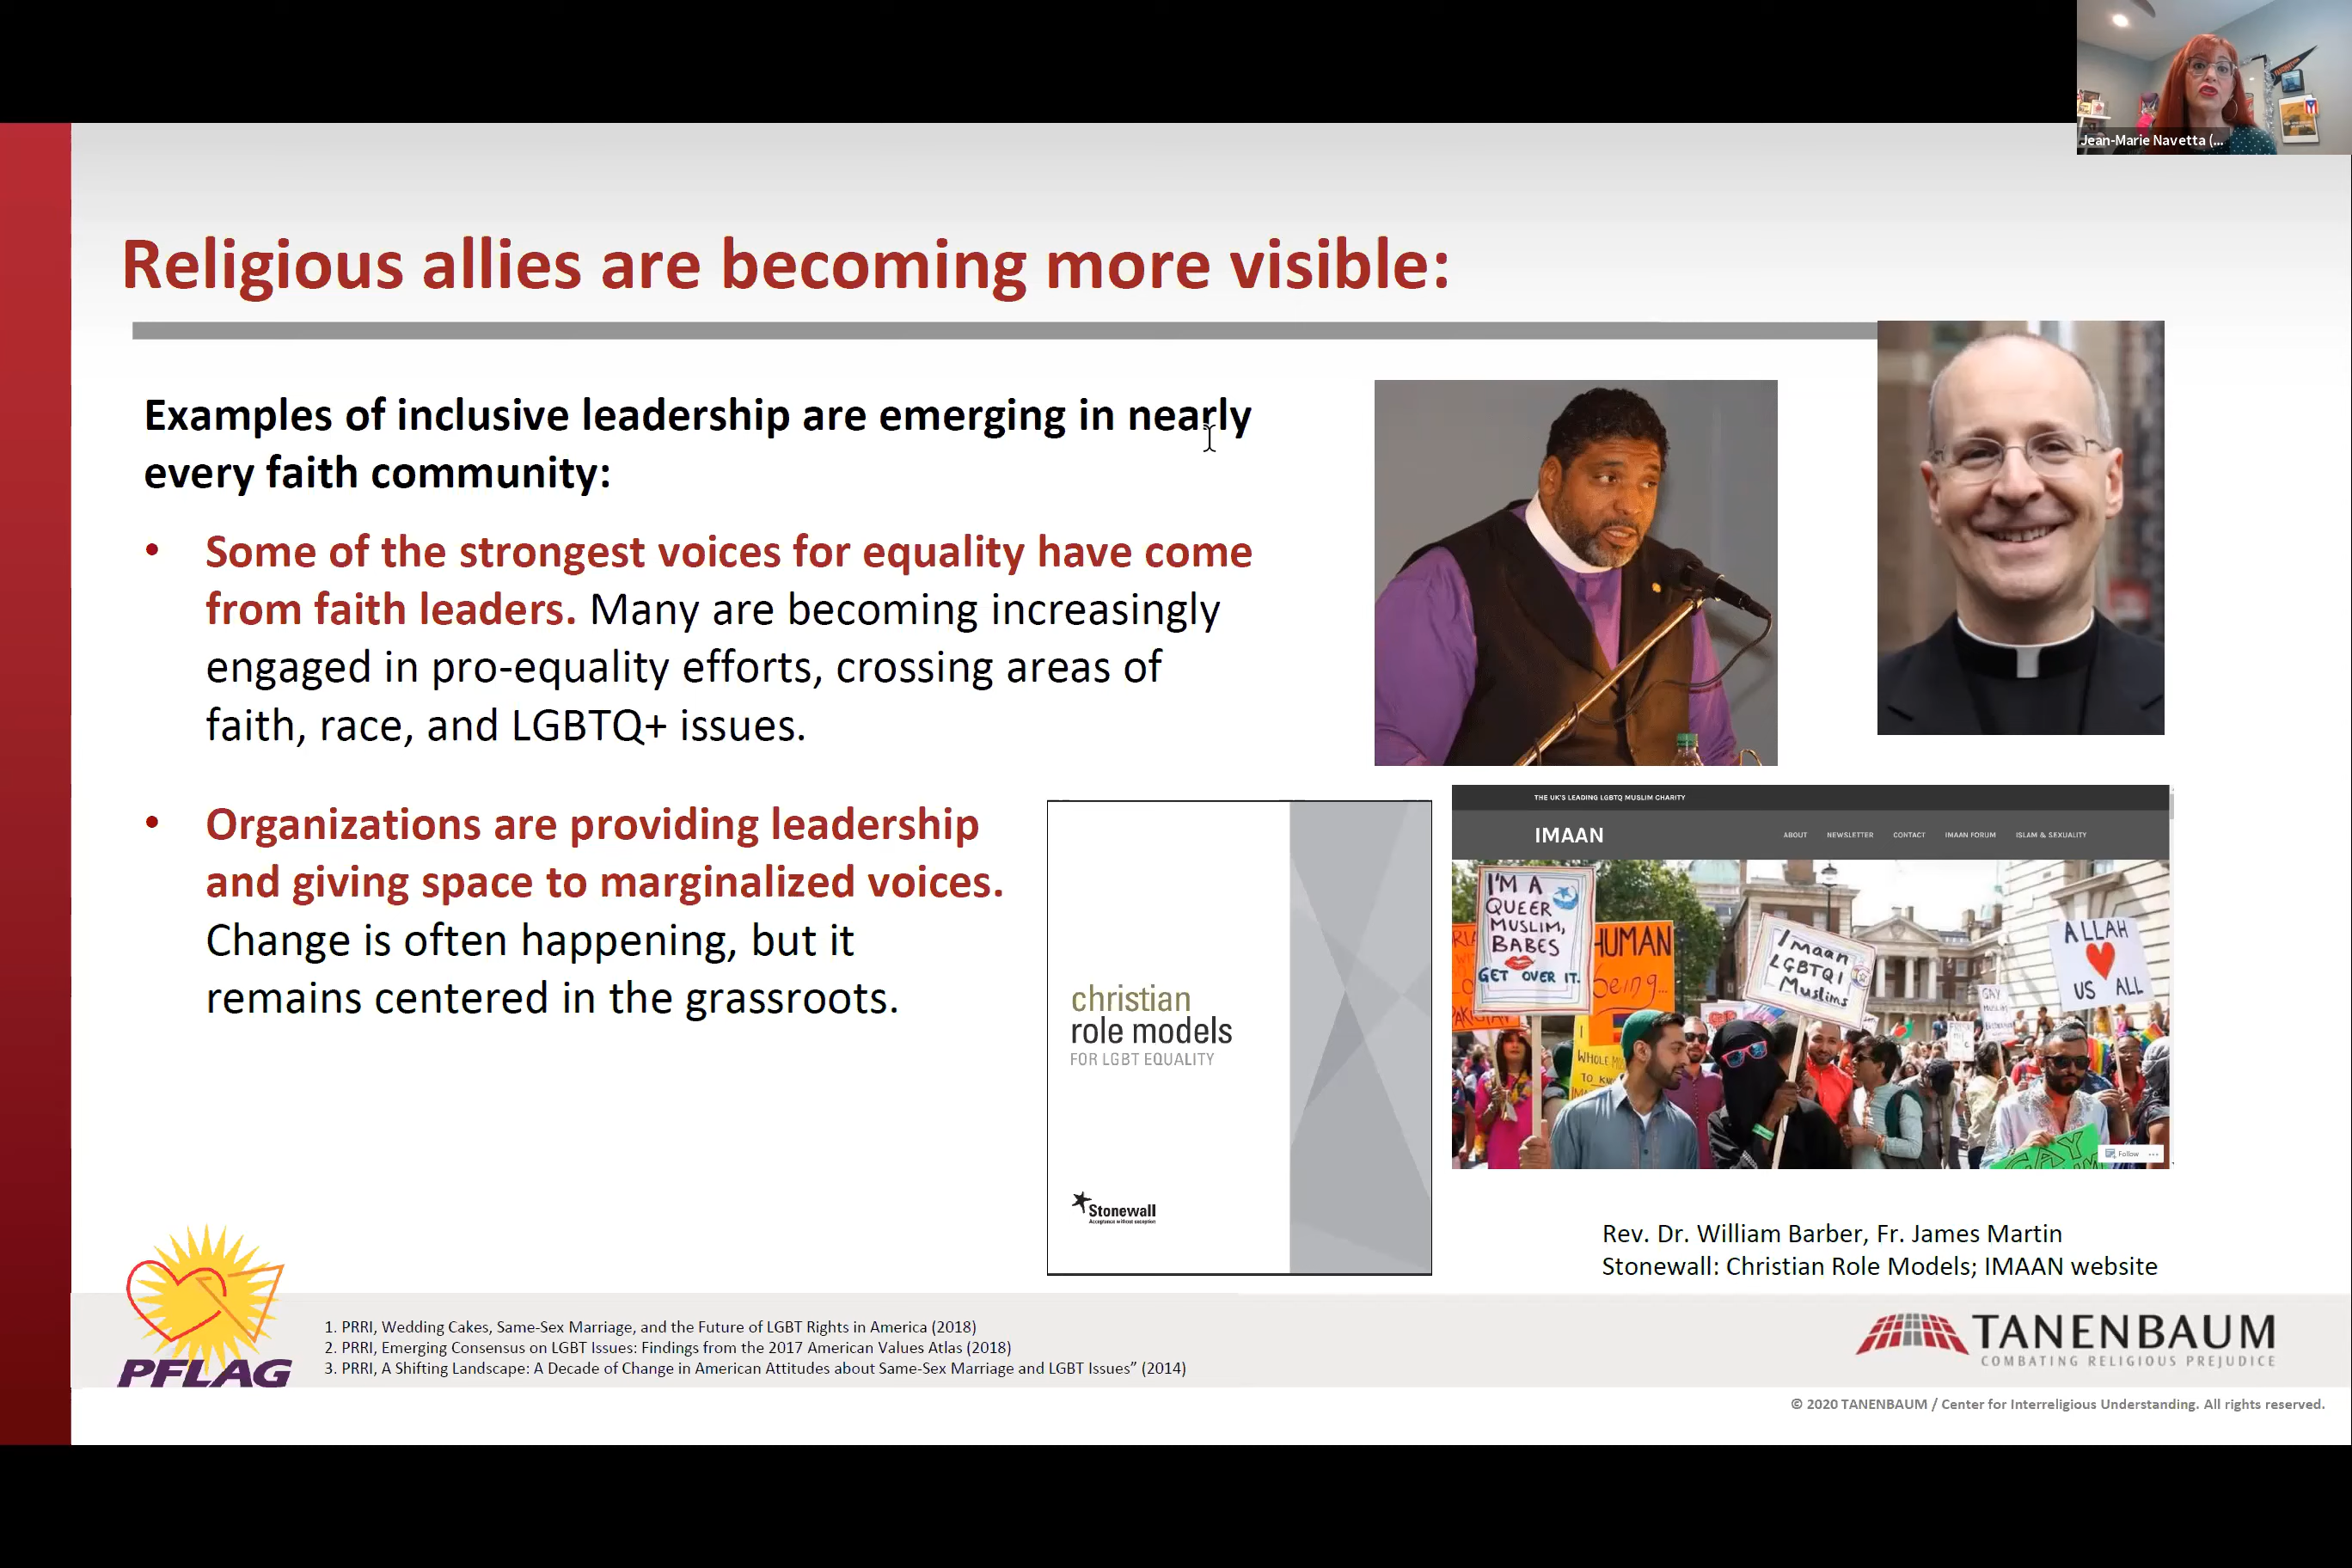 Jean-Marie Navetta (...
Religious allies are becoming more visible:
Examples of inclusive leadership are emerging in nearly
every faith community:
• Some of the strongest voices for equality have come
from faith leaders. Many are becoming increasingly
engaged in pro-equality efforts, crossing areas of
faith, race, and LGBTQ+ issues.
• Organizations are providing leadership
and giving space to marginalized voices.
Change is often happening, but it
remains centered in the grassroots.
christian
role models
FOR LGBT EQUALITY
Stonewall
Acceptance without exception
THE UK'S LEADING LGBTQ MUSLIM CHARITY
IMAAN
ABOUT NEWSLETTER CONTACT IMAAN FORUM ISLAM & SEXUALITY
I'M A
QUEER
MUSLIM,
BABES
GET OVER IT.
HUMAN
being...
I
WHOLE
TO
Imaan
LGBTQI
Muslims
GAY
ALLAH
US ALL
GAY
Follow ...
Rev. Dr. William Barber, Fr. James Martin
Stonewall: Christian Role Models; IMAAN website
PFLAG
1. PRRI, Wedding Cakes, Same-Sex Marriage, and the Future of LGBT Rights in America (2018)
2. PRRI, Emerging Consensus on LGBT Issues: Findings from the 2017 American Values Atlas (2018)
3. PRRI, A Shifting Landscape: A Decade of Change in American Attitudes about Same-Sex Marriage and LGBT Issues” (2014)
TANENBAUM
COMBATING RELIGIOUS PREJUDICE
© 2020 TANENBAUM / Center for Interreligious Understanding. All rights reserved.